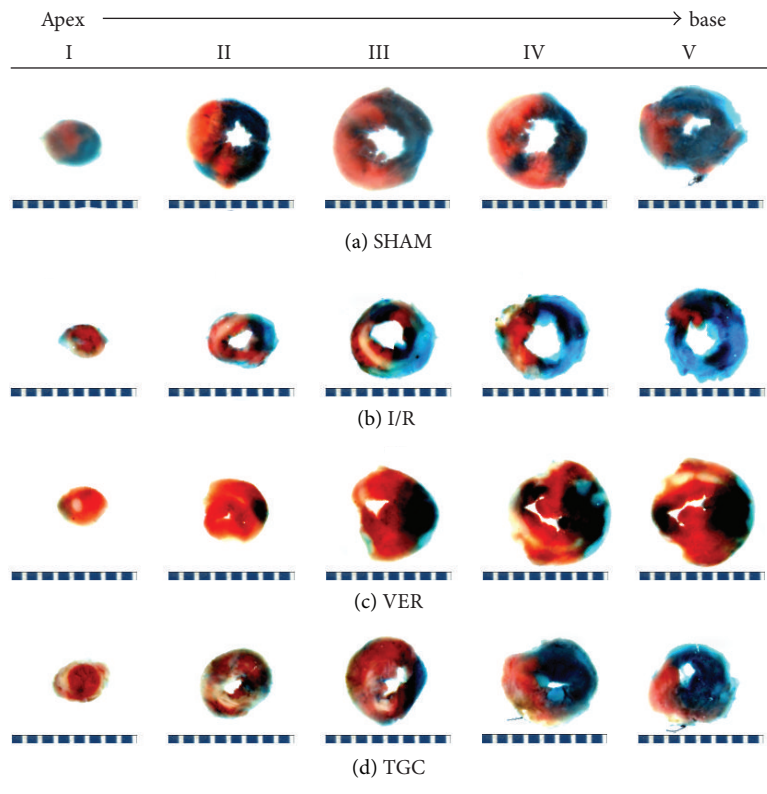 Apex base
I II III IV V
(a) SHAM
(b) I/R
(c) VER
(d) TGC